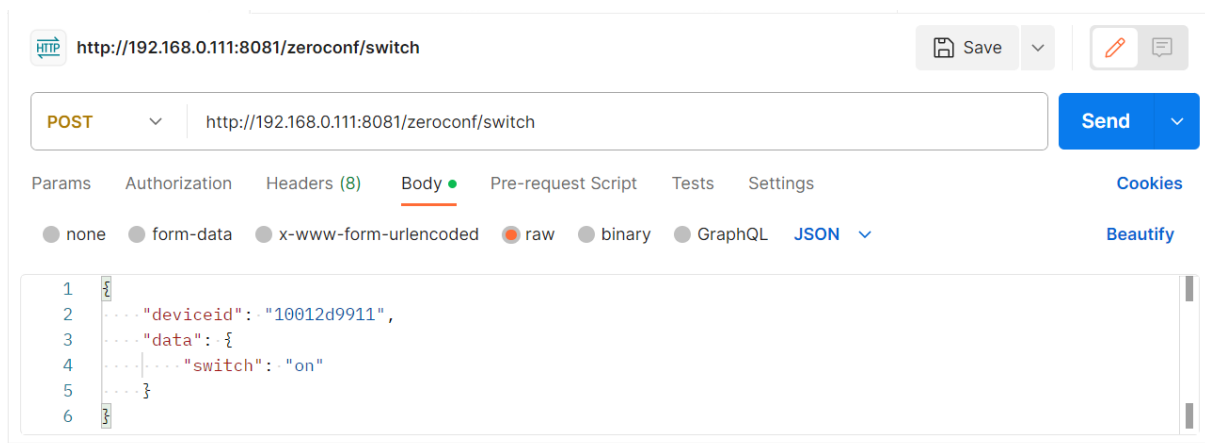 HTTP http://192.168.0.111:8081/zeroconf/switch Save
POST http://192.168.0.111:8081/zeroconf/switch Send
Params Authorization Headers (8) Body Pre-request Script Tests Settings Cookies
none form-data x-www-form-urlencoded raw binary GraphQL JSON Beautify
1 {
2 "deviceid": "10012d9911",
3 "data": {
4 "switch": "on"
5 }
6 }